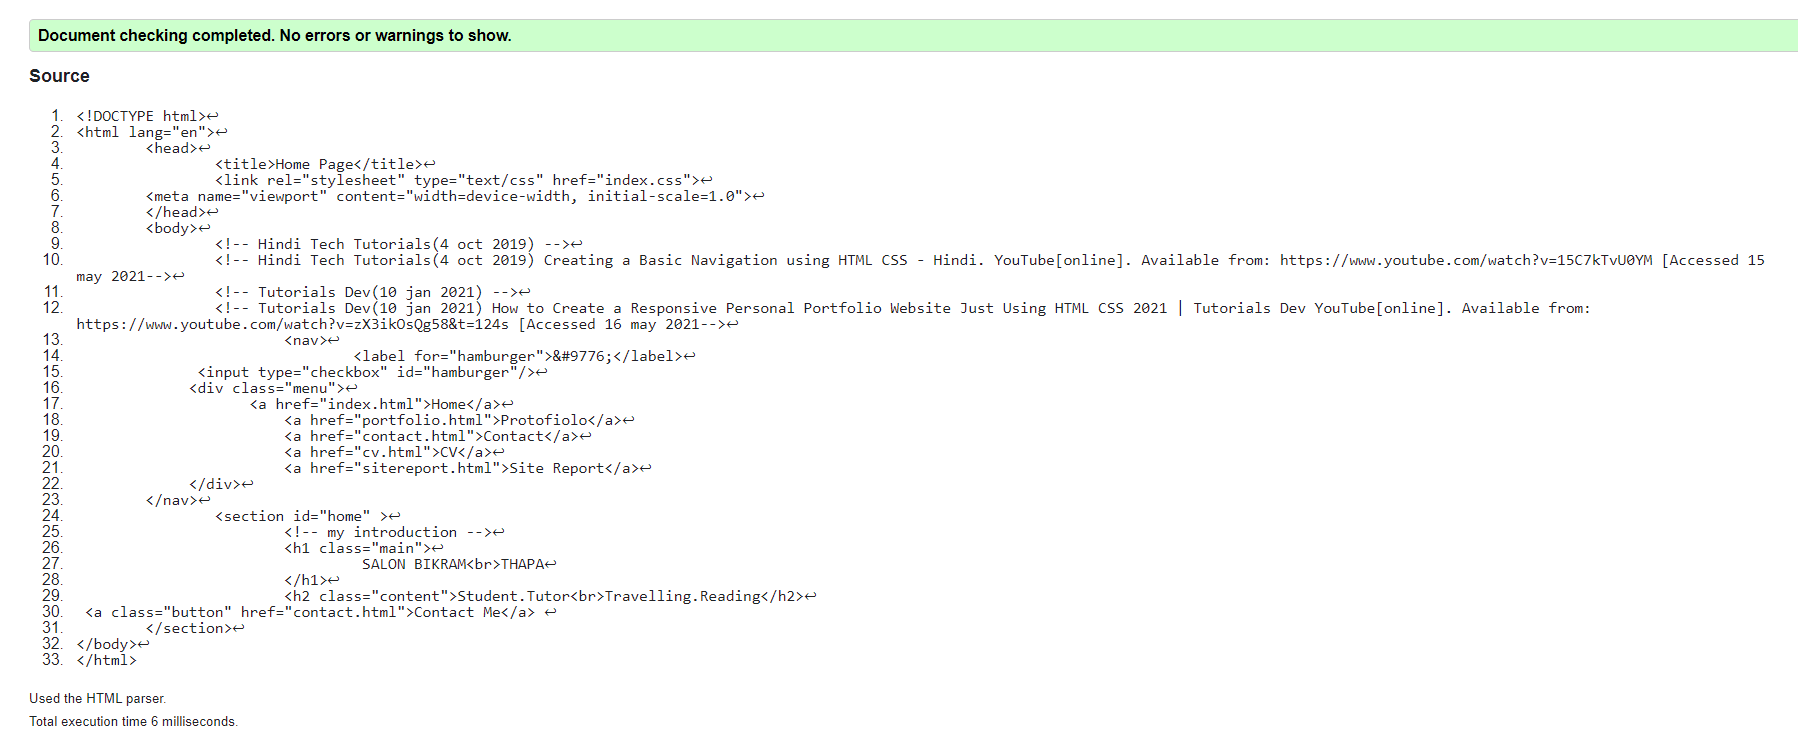 Document checking completed. No errors or warnings to show.
Source
1. <!DOCTYPE html>↩
2. <html lang="en">↩
3. <head>↩
4. <title>Home Page</title>↩
5. <link rel="stylesheet" type="text/css" href="index.css">↩
6. <meta name="viewport" content="width=device-width, initial-scale=1.0">↩
7. </head>↩
8. <body>↩
9. <!-- Hindi Tech Tutorials(4 oct 2019) -->↩
10. <!-- Hindi Tech Tutorials(4 oct 2019) Creating a Basic Navigation using HTML CSS - Hindi. YouTube[online]. Available from: https://www.youtube.com/watch?v=15C7kTvU0YM [Accessed 15
may 2021-->↩
11. <!-- Tutorials Dev(10 jan 2021) -->↩
12. <!-- Tutorials Dev(10 jan 2021) How to Create a Responsive Personal Portfolio Website Just Using HTML CSS 2021 | Tutorials Dev YouTube[online]. Available from:
https://www.youtube.com/watch?v=zX3ikOsQg58&t=124s [Accessed 16 may 2021-->↩
13. <nav>↩
14. <label for="hamburger">&#9776;</label>↩
15. <input type="checkbox" id="hamburger"/>↩
16. <div class="menu">↩
17. <a href="index.html">Home</a>↩
18. <a href="portfolio.html">Protofiolo</a>↩
19. <a href="contact.html">Contact</a>↩
20. <a href="cv.html">CV</a>↩
21. <a href="sitereport.html">Site Report</a>↩
22. </div>↩
23. </nav>↩
24. <section id="home" >↩
25. <!-- my introduction -->↩
26. <h1 class="main">↩
27. SALON BIKRAM<br>THAPA↩
28. </h1>↩
29. <h2 class="content">Student.Tutor<br>Travelling.Reading</h2>↩
30. <a class="button" href="contact.html">Contact Me</a> ↩
31. </section>↩
32. </body>↩
33. </html>
Used the HTML parser.
Total execution time 6 milliseconds.